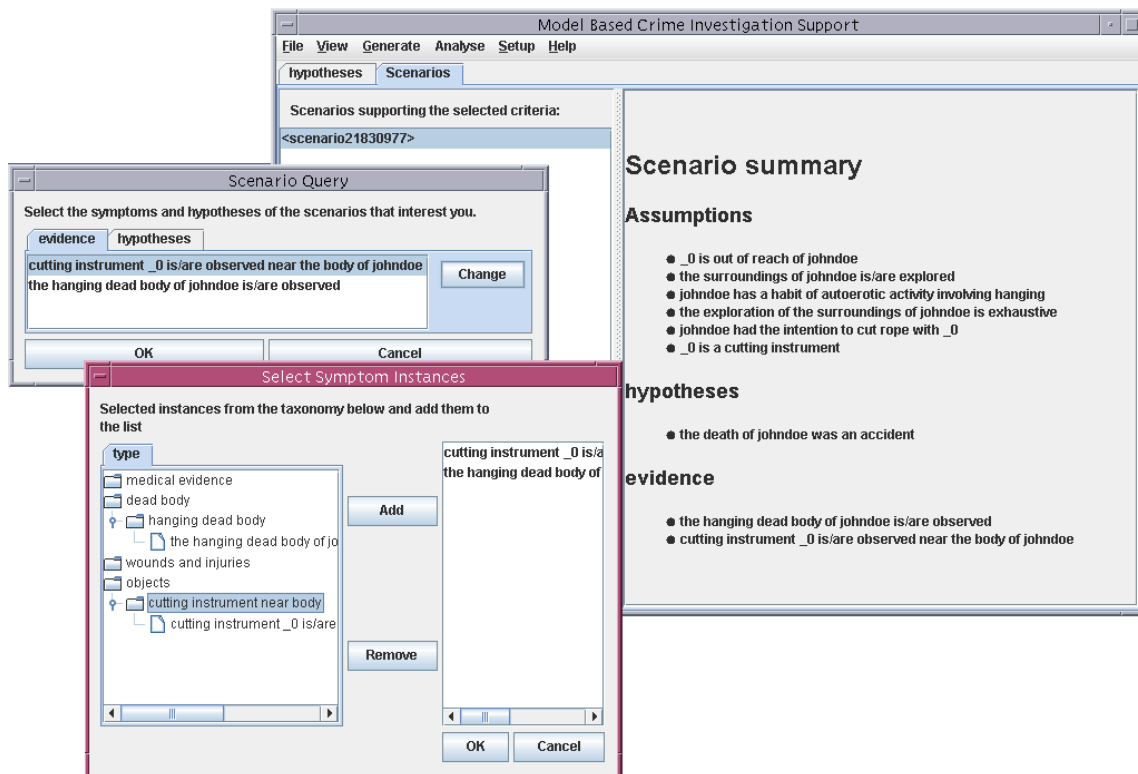 Model Based Crime Investigation Support
File View Generate Analyse Setup Help
hypotheses Scenarios
Scenarios supporting the selected criteria:
<scenario21830977>
Scenario summary
Assumptions
_0 is out of reach of johndoe
the surroundings of johndoe is/are explored
johndoe has a habit of autoerotic activity involving hanging
the exploration of the surroundings of johndoe is exhaustive
johndoe had the intention to cut rope with _0
_0 is a cutting instrument
hypotheses
the death of johndoe was an accident
evidence
the hanging dead body of johndoe is/are observed
cutting instrument _0 is/are observed near the body of johndoe
Scenario Query
Select the symptoms and hypotheses of the scenarios that interest you.
evidence hypotheses
cutting instrument _0 is/are observed near the body of johndoe
the hanging dead body of johndoe is/are observed
Change
OK Cancel
Select Symptom Instances
Selected instances from the taxonomy below and add them to
the list
type
medical evidence
dead body
hanging dead body
the hanging dead body of jo
wounds and injuries
objects
cutting instrument near body
cutting instrument _0 is/are
Add
Remove
cutting instrument _0 is/a
the hanging dead body of
OK Cancel